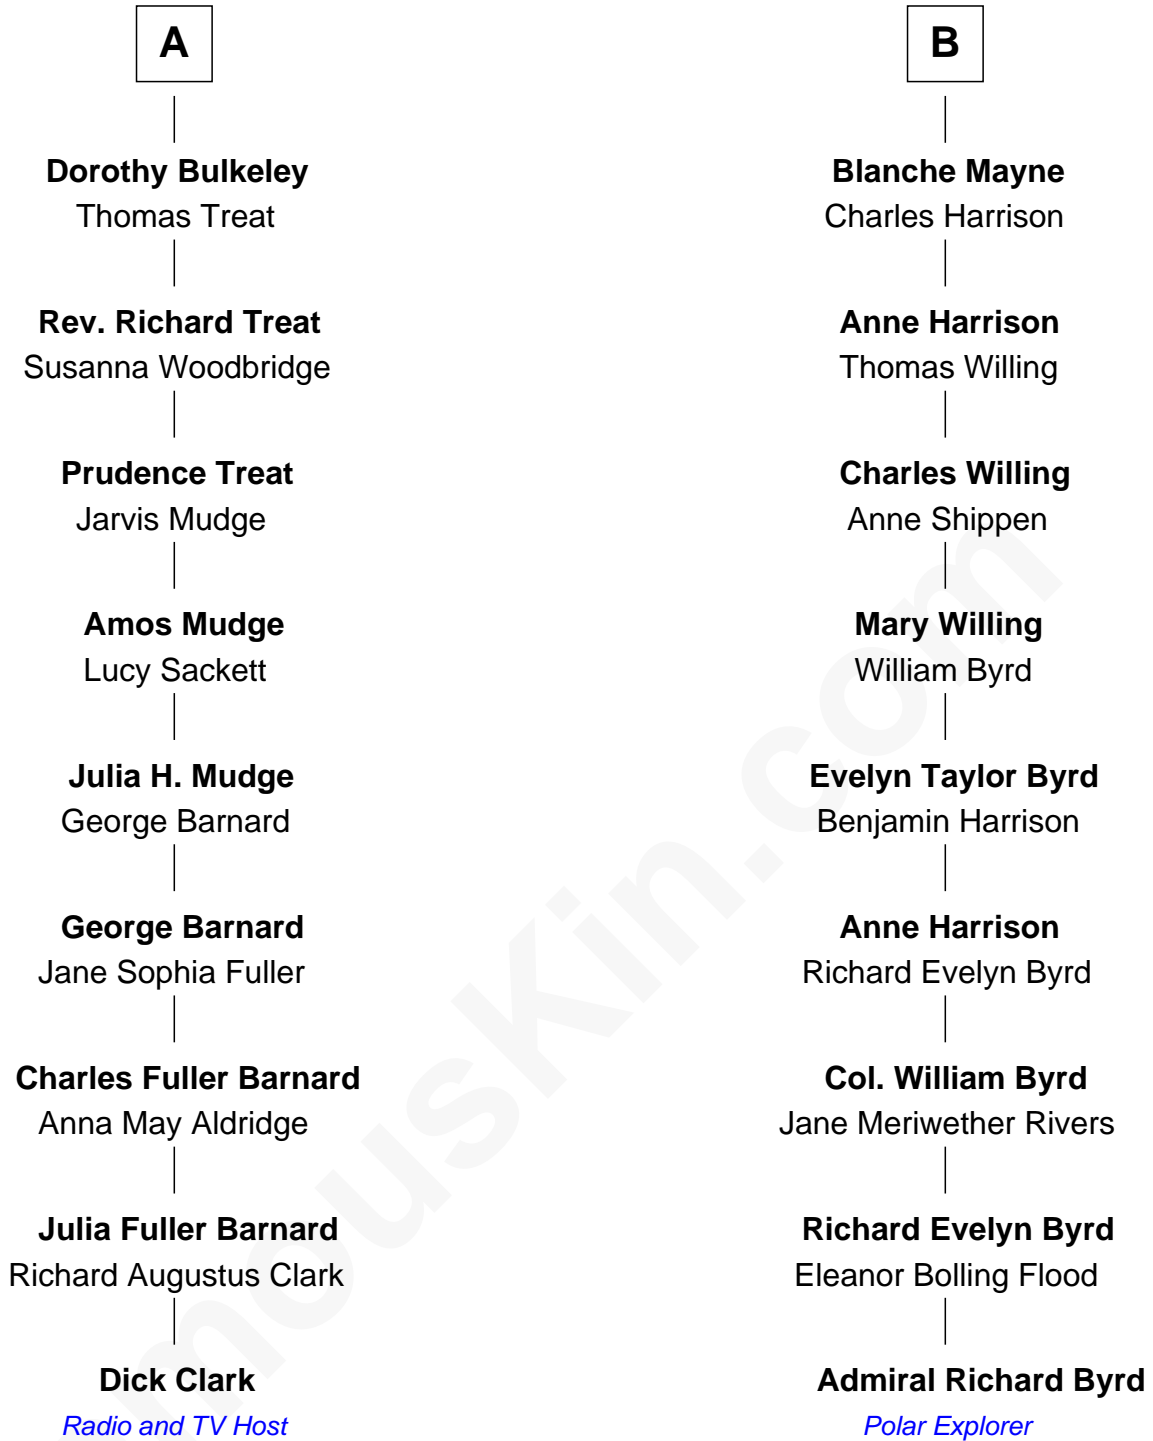 A
Dorothy Bulkeley
Thomas Treat
Rev. Richard Treat
Susanna Woodbridge
Prudence Treat
Jarvis Mudge
Amos Mudge
Lucy Sackett
Julia H. Mudge
George Barnard
George Barnard
Jane Sophia Fuller
Charles Fuller Barnard
Anna May Aldridge
Julia Fuller Barnard
Richard Augustus Clark
Dick Clark
Radio and TV Host
B
Blanche Mayne
Charles Harrison
Anne Harrison
Thomas Willing
Charles Willing
Anne Shippen
Mary Willing
William Byrd
Evelyn Taylor Byrd
Benjamin Harrison
Anne Harrison
Richard Evelyn Byrd
Col. William Byrd
Jane Meriwether Rivers
Richard Evelyn Byrd
Eleanor Bolling Flood
Admiral Richard Byrd
Polar Explorer
mousKin.com